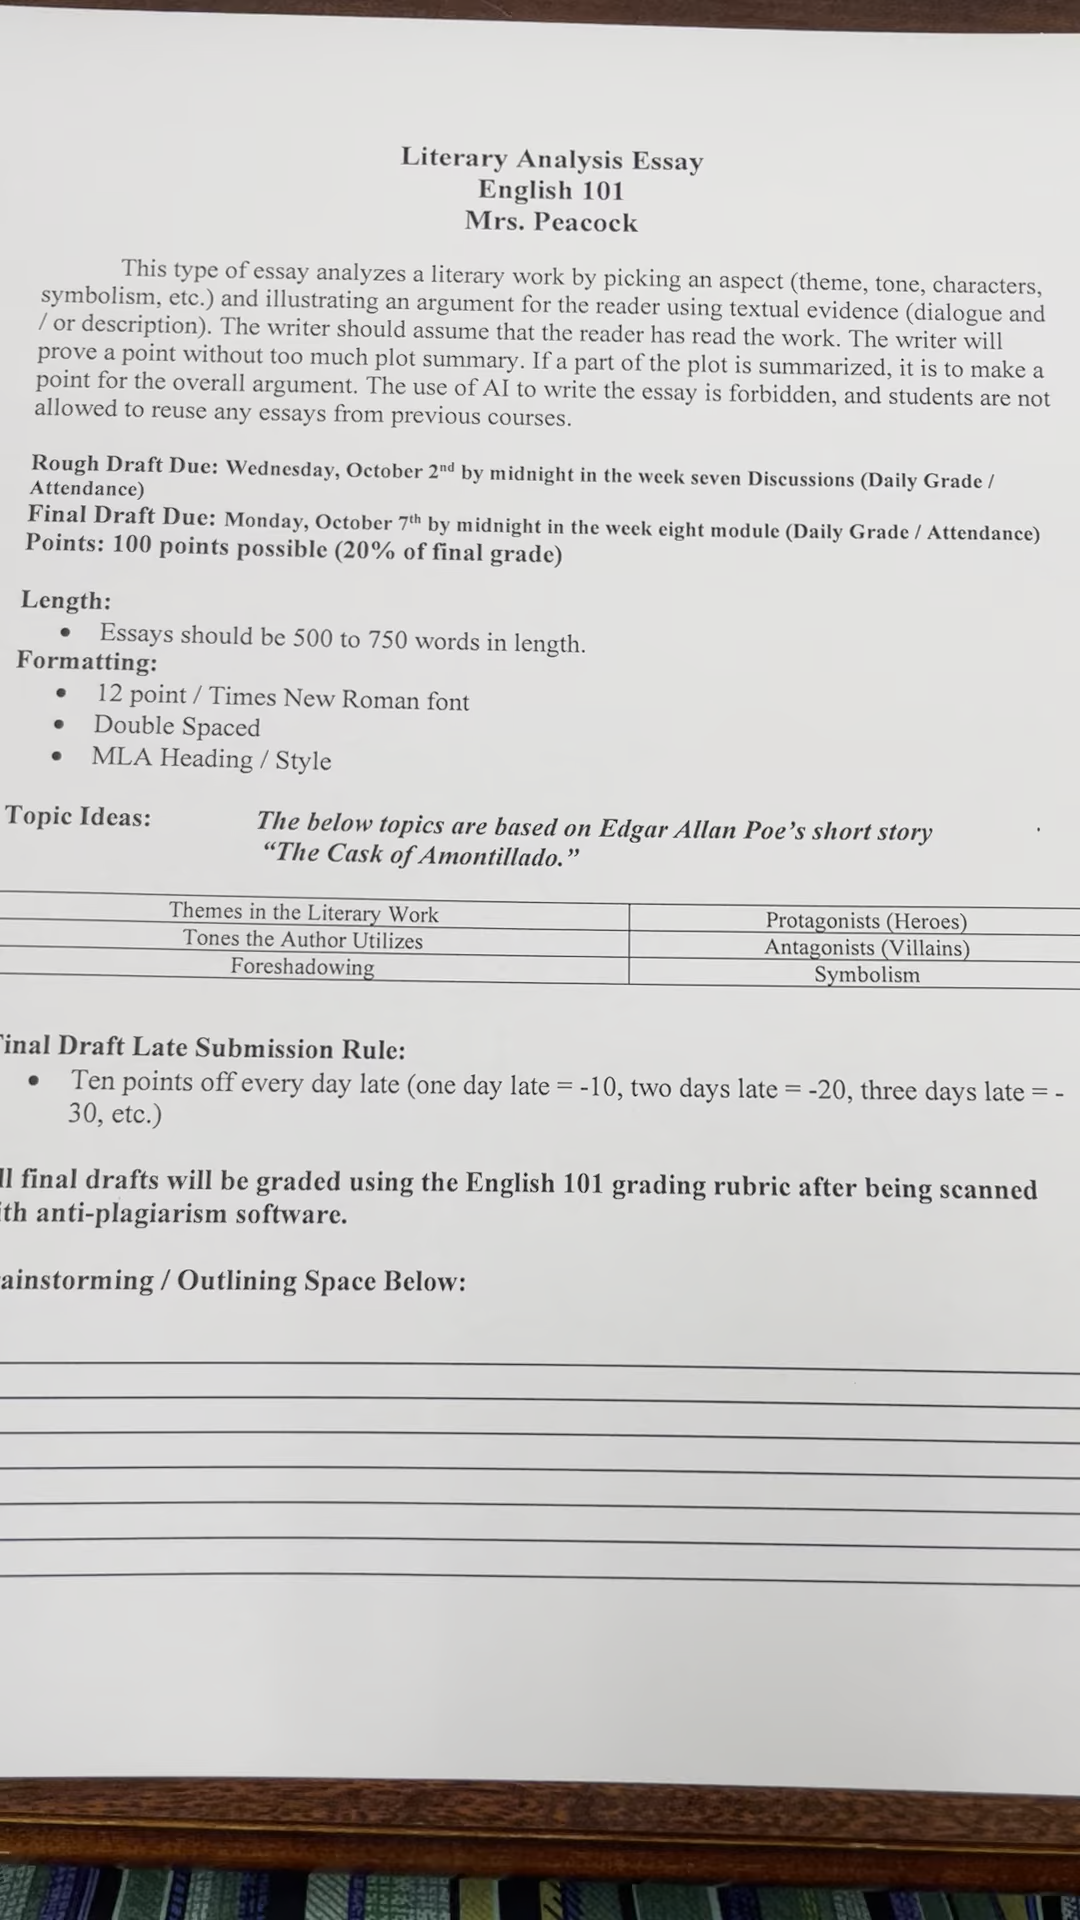 Literary Analysis Essay
English 101
Mrs. Peacock
This type of essay analyzes a literary work by picking an aspect (theme, tone, characters,
symbolism, etc.) and illustrating an argument for the reader using textual evidence (dialogue and
/ or description). The writer should assume that the reader has read the work. The writer will
prove a point without too much plot summary. If a part of the plot is summarized, it is to make a
point for the overall argument. The use of AI to write the essay is forbidden, and students are not
allowed to reuse any essays from previous courses.
Rough Draft Due: Wednesday, October 2nd by midnight in the week seven Discussions (Daily Grade /
Attendance)
Final Draft Due: Monday, October 7th by midnight in the week eight module (Daily Grade / Attendance)
Points: 100 points possible (20% of final grade)
Length:
• Essays should be 500 to 750 words in length.
Formatting:
• 12 point / Times New Roman font
• Double Spaced
• MLA Heading / Style
Topic Ideas: The below topics are based on Edgar Allan Poe's short story
"The Cask of Amontillado."
Themes in the Literary Work Protagonists (Heroes)
Tones the Author Utilizes Antagonists (Villains)
Foreshadowing Symbolism
inal Draft Late Submission Rule:
• Ten points off every day late (one day late = -10, two days late = -20, three days late = -
30, etc.)
ll final drafts will be graded using the English 101 grading rubric after being scanned
ith anti-plagiarism software.
ainstorming / Outlining Space Below: